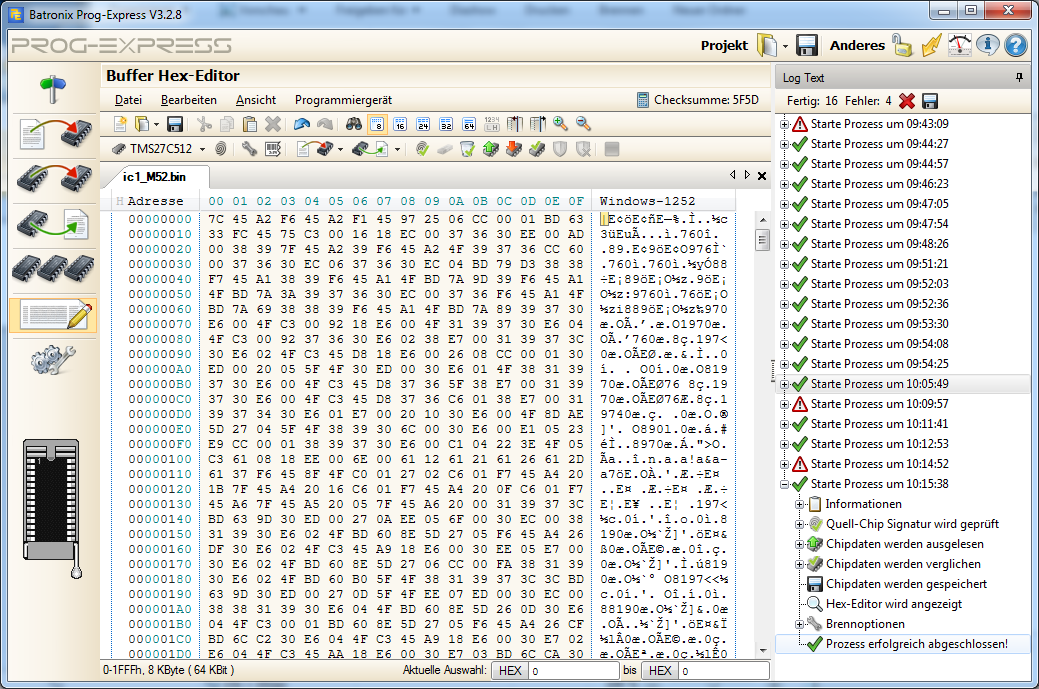 Batronix Prog-Express V3.2.8
PROG-EXPRESS
Projekt
Anderes
Buffer Hex-Editor
Datei Bearbeiten Ansicht Programmiergerät
Checksumme: 5F5D
8 16 24 32 64
TMS27C512
ic1_M52.bin
H Adresse 00 01 02 03 04 05 06 07 08 09 0A 0B 0C 0D 0E 0F Windows-1252
00000000 7C 45 A2 F6 45 A2 F1 45 97 25 06 CC 00 01 BD 63 |E¢öE¢ñE—%.Ì..½c
00000010 33 FC 45 75 C3 00 16 18 EC 00 37 36 30 EE 00 AD 3üEuÃ...ì.760î.
00000020 00 38 39 7F 45 A2 39 F6 45 A2 4F 39 37 36 CC 60 .89.E¢9öE¢O976Ì`
00000030 00 37 36 30 EC 06 37 36 30 EC 04 BD 79 D3 38 38 .760ì.760ì.½yÓ88
00000040 F7 45 A1 38 39 F6 45 A1 4F BD 7A 9D 39 F6 45 A1 ÷E¡89öE¡O½z.9öE¡
00000050 4F BD 7A 3A 39 37 36 30 EC 00 37 36 F6 45 A1 4F O½z:9760ì.76öE¡O
00000060 BD 7A 69 38 38 39 F6 45 A1 4F BD 7A 89 39 37 30 ½zi889öE¡O½z‰970
00000070 E6 00 4F C3 00 92 18 E6 00 4F 31 39 37 30 E6 04 æ.OÃ.’.æ.O1970æ.
00000080 4F C3 00 92 37 36 30 E6 02 38 E7 00 31 39 37 3C OÃ.’760æ.8ç.197<
00000090 30 E6 02 4F C3 45 D8 18 E6 00 26 08 CC 00 01 30 0æ.OÃEØ.æ.&.Ì..0
000000A0 ED 00 20 05 5F 4F 30 ED 00 30 E6 01 4F 38 31 39 í. ._O0í.0æ.O819
000000B0 37 30 E6 00 4F C3 45 D8 37 36 5F 38 E7 00 31 39 70æ.OÃEØ76_8ç.19
000000C0 37 30 E6 00 4F C3 45 D8 37 36 C6 01 38 E7 00 31 70æ.OÃEØ76Æ.8ç.1
000000D0 39 37 34 30 E6 01 E7 00 20 10 30 E6 00 4F 8D AE 9740æ.ç. .0æ.O.®
000000E0 5D 27 04 5F 4F 38 39 30 6C 00 30 E6 00 E1 05 23 ]'._O890l.0æ.á.#
000000F0 E9 CC 00 01 38 39 37 30 E6 00 C1 04 22 3E 4F 05 éÌ..8970æ.Á.">O.
00000100 C3 61 08 18 EE 00 6E 00 61 12 61 21 61 26 61 2D Ãa..î.n.a.a!a&a-
00000110 61 37 F6 45 8F 4F C0 01 27 02 C6 01 F7 45 A4 20 a7öE.OÀ.'.Æ.÷E¤
00000120 1B 7F 45 A4 20 16 C6 01 F7 45 A4 20 0F C6 01 F7 ..E¤ .Æ.÷E¤ .Æ.÷
00000130 45 A6 7F 45 A5 20 05 7F 45 A6 20 00 31 39 37 3C E¦.E¥ ..E¦ .197<
00000140 BD 63 9D 30 ED 00 27 0A EE 05 6F 00 30 EC 00 38 ½c.0í.'.î.o.0ì.8
00000150 31 39 30 E6 02 4F BD 60 8E 5D 27 05 F6 45 A4 26 190æ.O½`Ž]'.öE¤&
00000160 DF 30 E6 02 4F C3 45 A9 18 E6 00 30 EE 05 E7 00 ß0æ.OÃE©.æ.0î.ç.
00000170 30 E6 02 4F BD 60 8E 5D 27 06 CC 00 FA 38 31 39 0æ.O½`Ž]'.Ì.ú819
00000180 30 E6 02 4F BD 60 B0 5F 4F 38 31 39 37 3C 3C BD 0æ.O½`°_O8197<<½
00000190 63 9D 30 ED 00 27 0D 5F 4F EE 07 ED 00 30 EC 00 c.0í.'._Oî.í.0ì.
000001A0 38 38 31 39 30 E6 04 4F BD 60 8E 5D 26 0D 30 E6 88190æ.O½`Ž]&.0æ
000001B0 04 4F C3 00 01 BD 60 8E 5D 27 05 F6 45 A4 26 CF .OÃ..½`Ž]'.öE¤&Ï
000001C0 BD 6C C2 30 E6 04 4F C3 45 A9 18 E6 00 30 E7 02 ½lÂ0æ.OÃE©.æ.0ç.
000001D0 E6 04 4F C3 45 AA 18 E6 00 30 E7 03 BD 6C CA 30 æ.OÃEª.æ.0ç.½lÊ0
0-1FFFh, 8 KByte ( 64 KBit )
Aktuelle Auswahl: HEX 0 bis HEX 0
Log Text
Fertig: 16 Fehler: 4
Starte Prozess um 09:43:09
Starte Prozess um 09:44:27
Starte Prozess um 09:44:57
Starte Prozess um 09:46:23
Starte Prozess um 09:47:05
Starte Prozess um 09:47:54
Starte Prozess um 09:48:26
Starte Prozess um 09:51:21
Starte Prozess um 09:52:03
Starte Prozess um 09:52:36
Starte Prozess um 09:53:30
Starte Prozess um 09:54:08
Starte Prozess um 09:54:25
Starte Prozess um 10:05:49
Starte Prozess um 10:09:57
Starte Prozess um 10:11:41
Starte Prozess um 10:12:53
Starte Prozess um 10:14:52
Starte Prozess um 10:15:38
Informationen
Quell-Chip Signatur wird geprüft
Chipdaten werden ausgelesen
Chipdaten werden verglichen
Chipdaten werden gespeichert
Hex-Editor wird angezeigt
Brennoptionen
Prozess erfolgreich abgeschlossen!